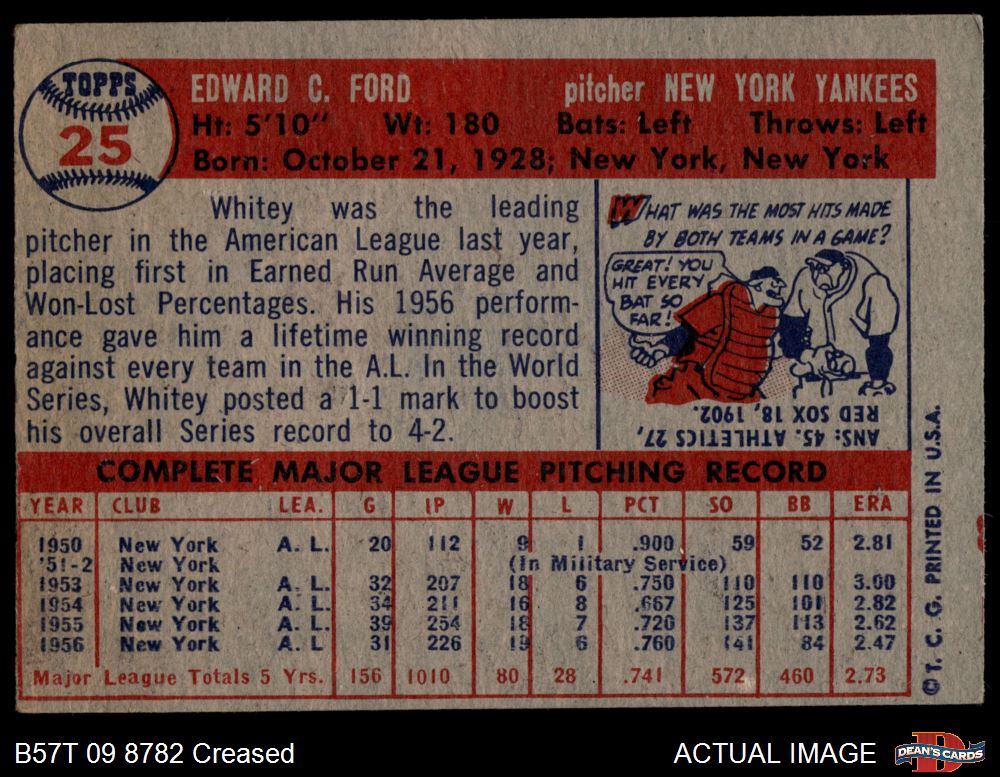 TOPPS
25
EDWARD C. FORD pitcher NEW YORK YANKEES
Ht: 5'10" Wt: 180 Bats: Left Throws: Left
Born: October 21, 1928; New York, New York
Whitey was the leading
pitcher in the American League last year,
placing first in Earned Run Average and
Won-Lost Percentages. His 1956 perform-
ance gave him a lifetime winning record
against every team in the A.L. In the World
Series, Whitey posted a 1-1 mark to boost
his overall Series record to 4-2.
WHAT WAS THE MOST HITS MADE
BY BOTH TEAMS IN A GAME?
GREAT! YOU
HIT EVERY
BAT SO
FAR!
ANS: 45. ATHLETICS 27,
RED SOX 18, 1902.
COMPLETE MAJOR LEAGUE PITCHING RECORD
YEAR CLUB LEA. G IP W L PCT SO BB ERA
1950 New York A. L. 20 112 9 1 .900 59 52 2.81
'51-2 New York (In Military Service)
1953 New York A. L. 32 207 18 6 .750 110 110 3.00
1954 New York A. L. 34 211 16 8 .667 125 101 2.82
1955 New York A. L. 39 254 18 7 .720 137 113 2.62
1956 New York A. L 31 226 19 6 .760 141 84 2.47
Major League Totals 5 Yrs. 156 1010 80 28 .741 572 460 2.73
© T. C. G. PRINTED IN U.S.A.
B57T 09 8782 Creased
ACTUAL IMAGE
DEAN'S CARDS